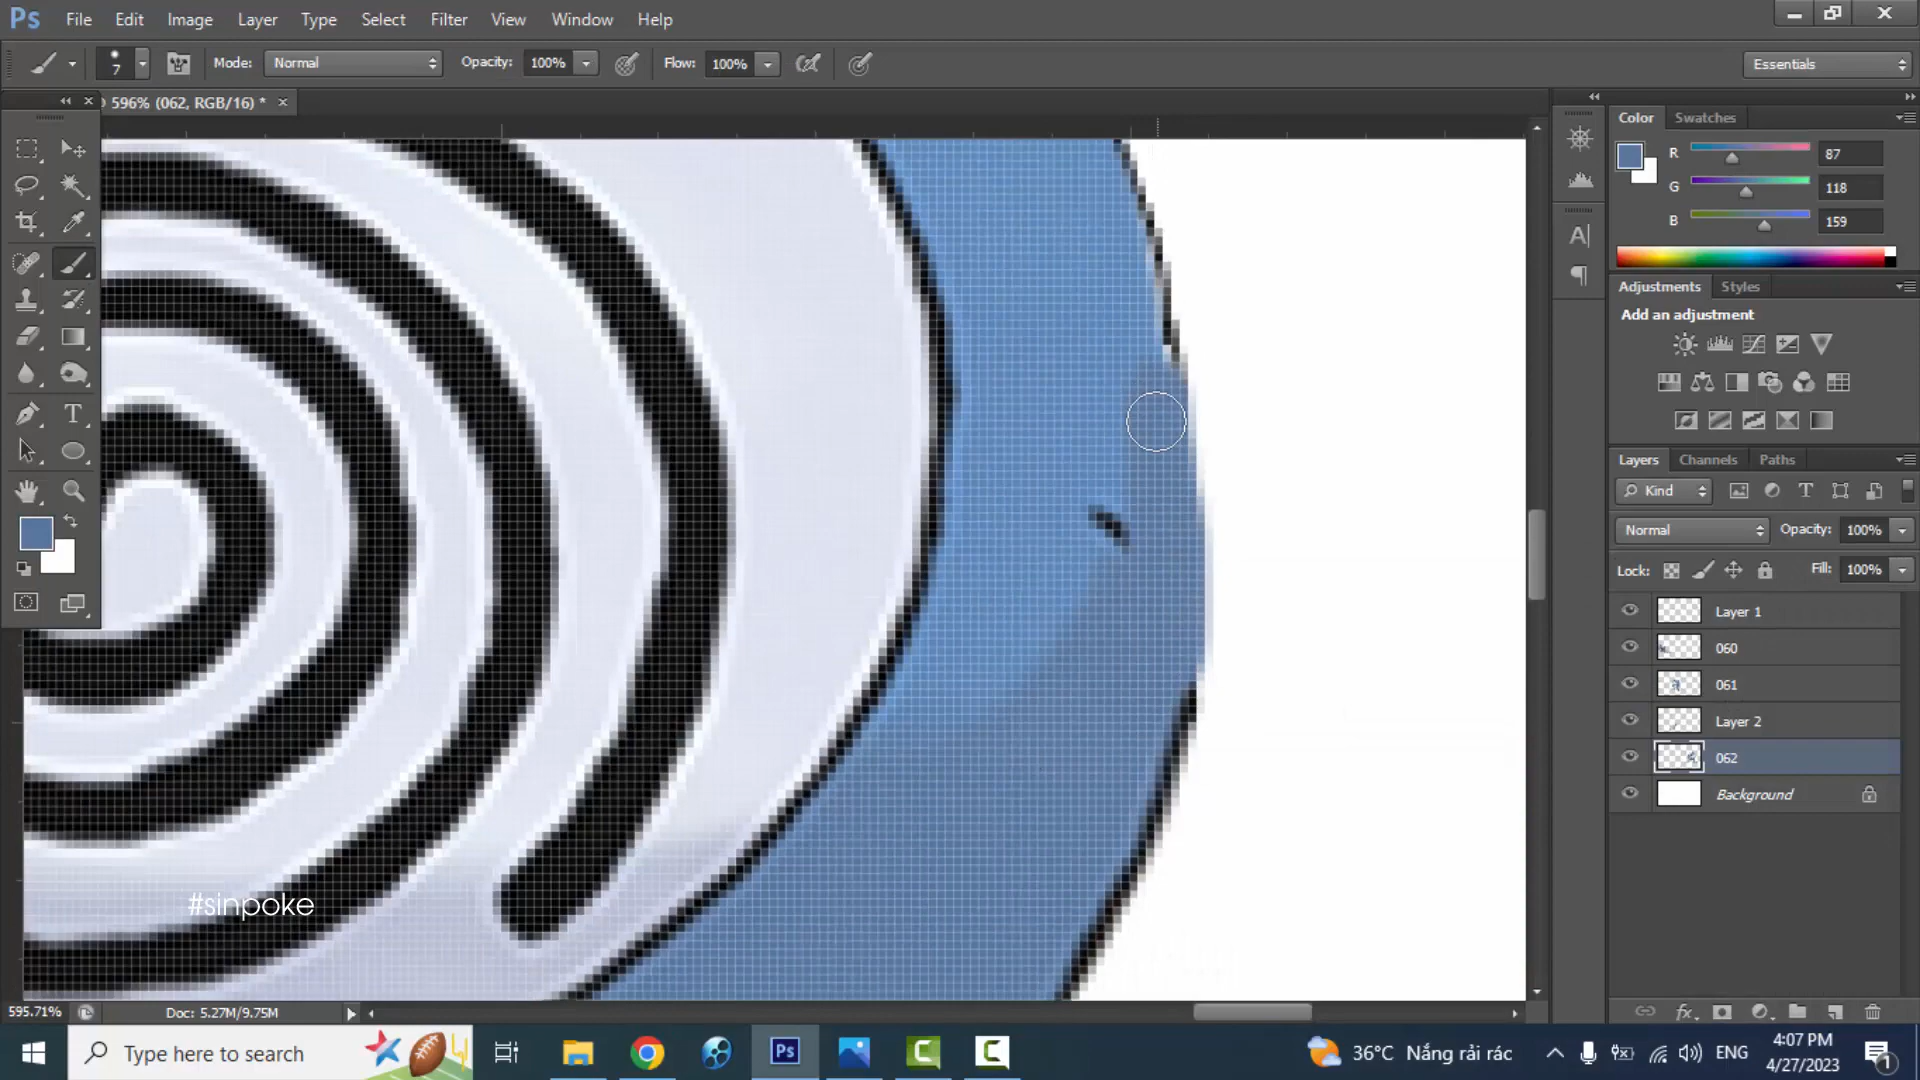 Ps File Edit Image Layer Type Select Filter View Window Help
7 Mode: Normal Opacity: 100% Flow: 100% Essentials
596% (062, RGB/16) *
Color Swatches
R 87
G 118
B 159
Adjustments Styles
Add an adjustment
Layers Channels Paths
Kind
Normal Opacity: 100%
Lock: Fill: 100%
Layer 1
060
061
Layer 2
062
Background
#sinpoke
595.71% Doc: 5.27M/9.75M
Type here to search
Ps
36°C Nắng rải rác
ENG
4:07 PM
4/27/2023
1